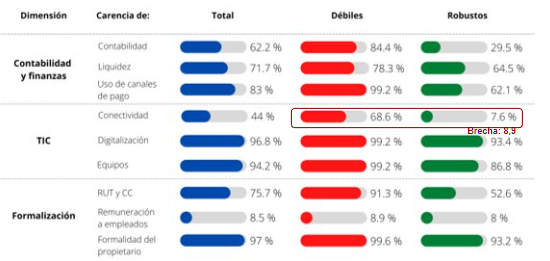 Dimensión Carencia de: Total Débiles Robustos
Contabilidad y finanzas
Contabilidad 62.2 % 84.4 % 29.5 %
Liquidez 71.7 % 78.3 % 64.5 %
Uso de canales de pago 83 % 99.2 % 62.1 %
TIC
Conectividad 44 % 68.6 % 7.6 %
Brecha: 8,9
Digitalización 96.8 % 99.2 % 93.4 %
Equipos 94.2 % 99.2 % 86.8 %
Formalización
RUT y CC 75.7 % 91.3 % 52.6 %
Remuneración a empleados 8.5 % 8.9 % 8 %
Formalidad del propietario 97 % 99.6 % 93.2 %